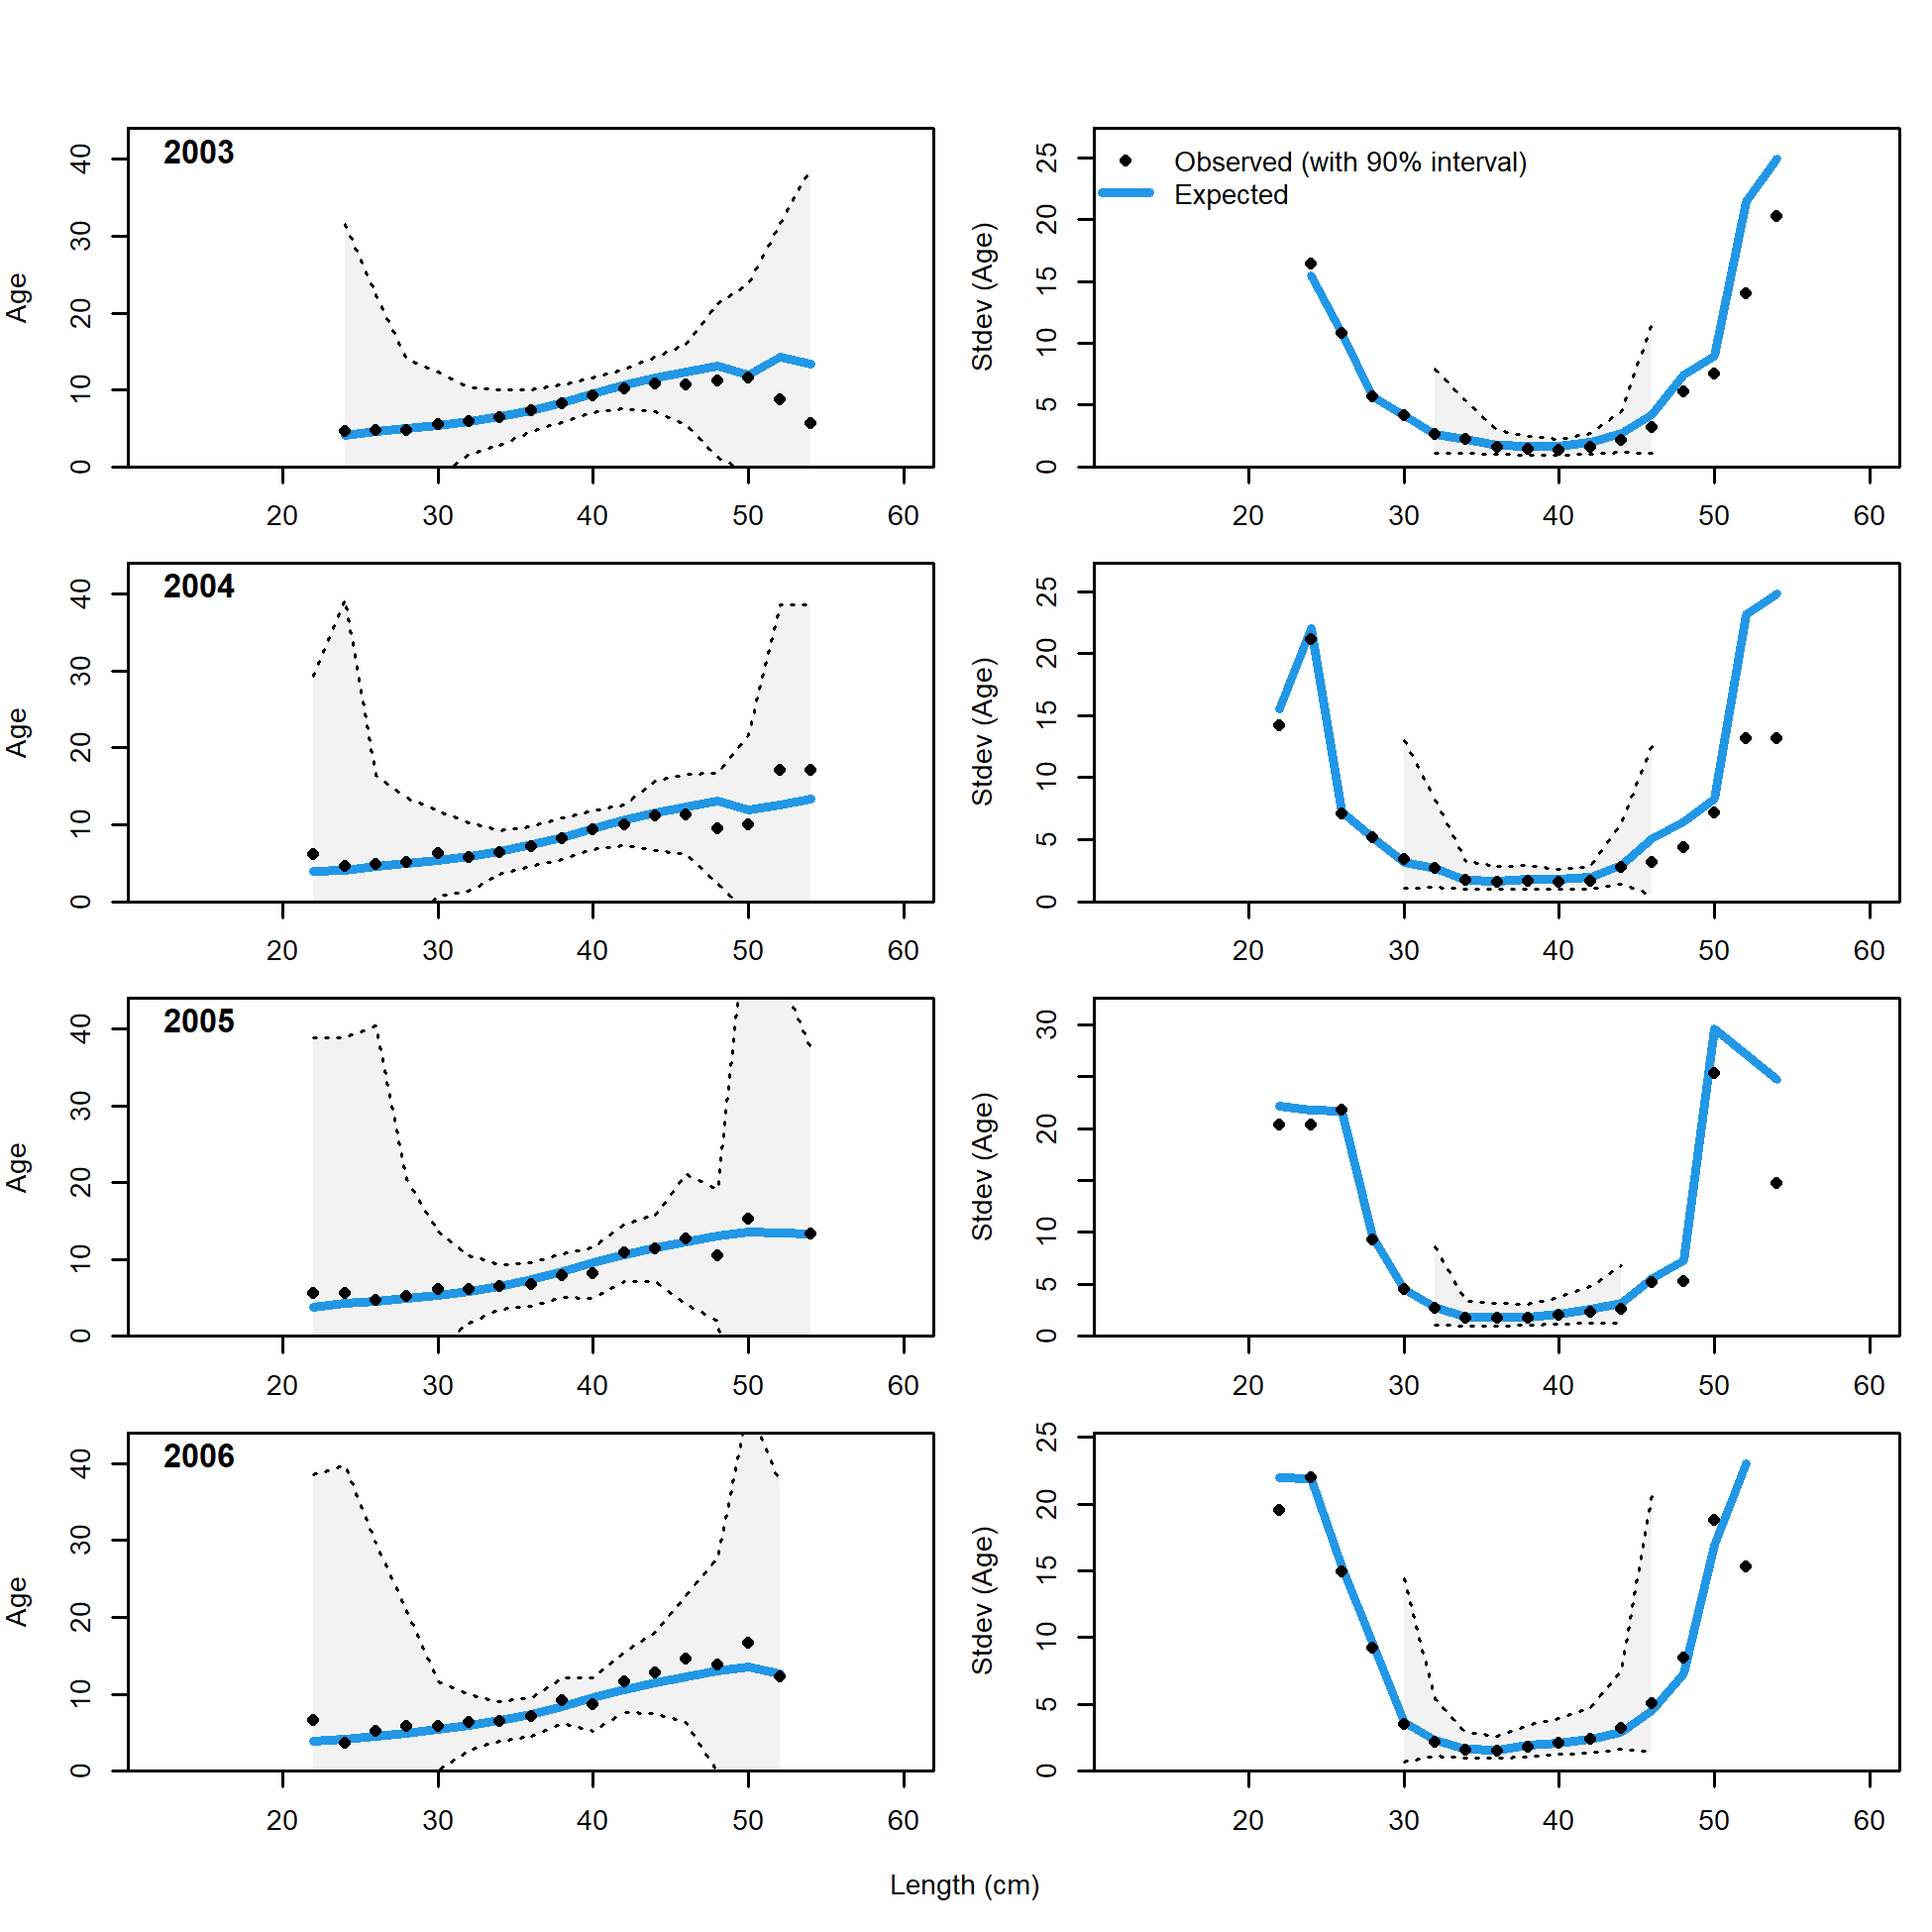 2003
Age
0 10 20 30 40
20 30 40 50 60
Observed (with 90% interval)
Expected
Stdev (Age)
0 5 10 15 20 25
20 30 40 50 60
2004
Age
0 10 20 30 40
20 30 40 50 60
Stdev (Age)
0 5 10 15 20 25
20 30 40 50 60
2005
Age
0 10 20 30 40
20 30 40 50 60
Stdev (Age)
0 5 10 20 30
20 30 40 50 60
2006
Age
0 10 20 30 40
20 30 40 50 60
Stdev (Age)
0 5 10 15 20 25
20 30 40 50 60
Length (cm)